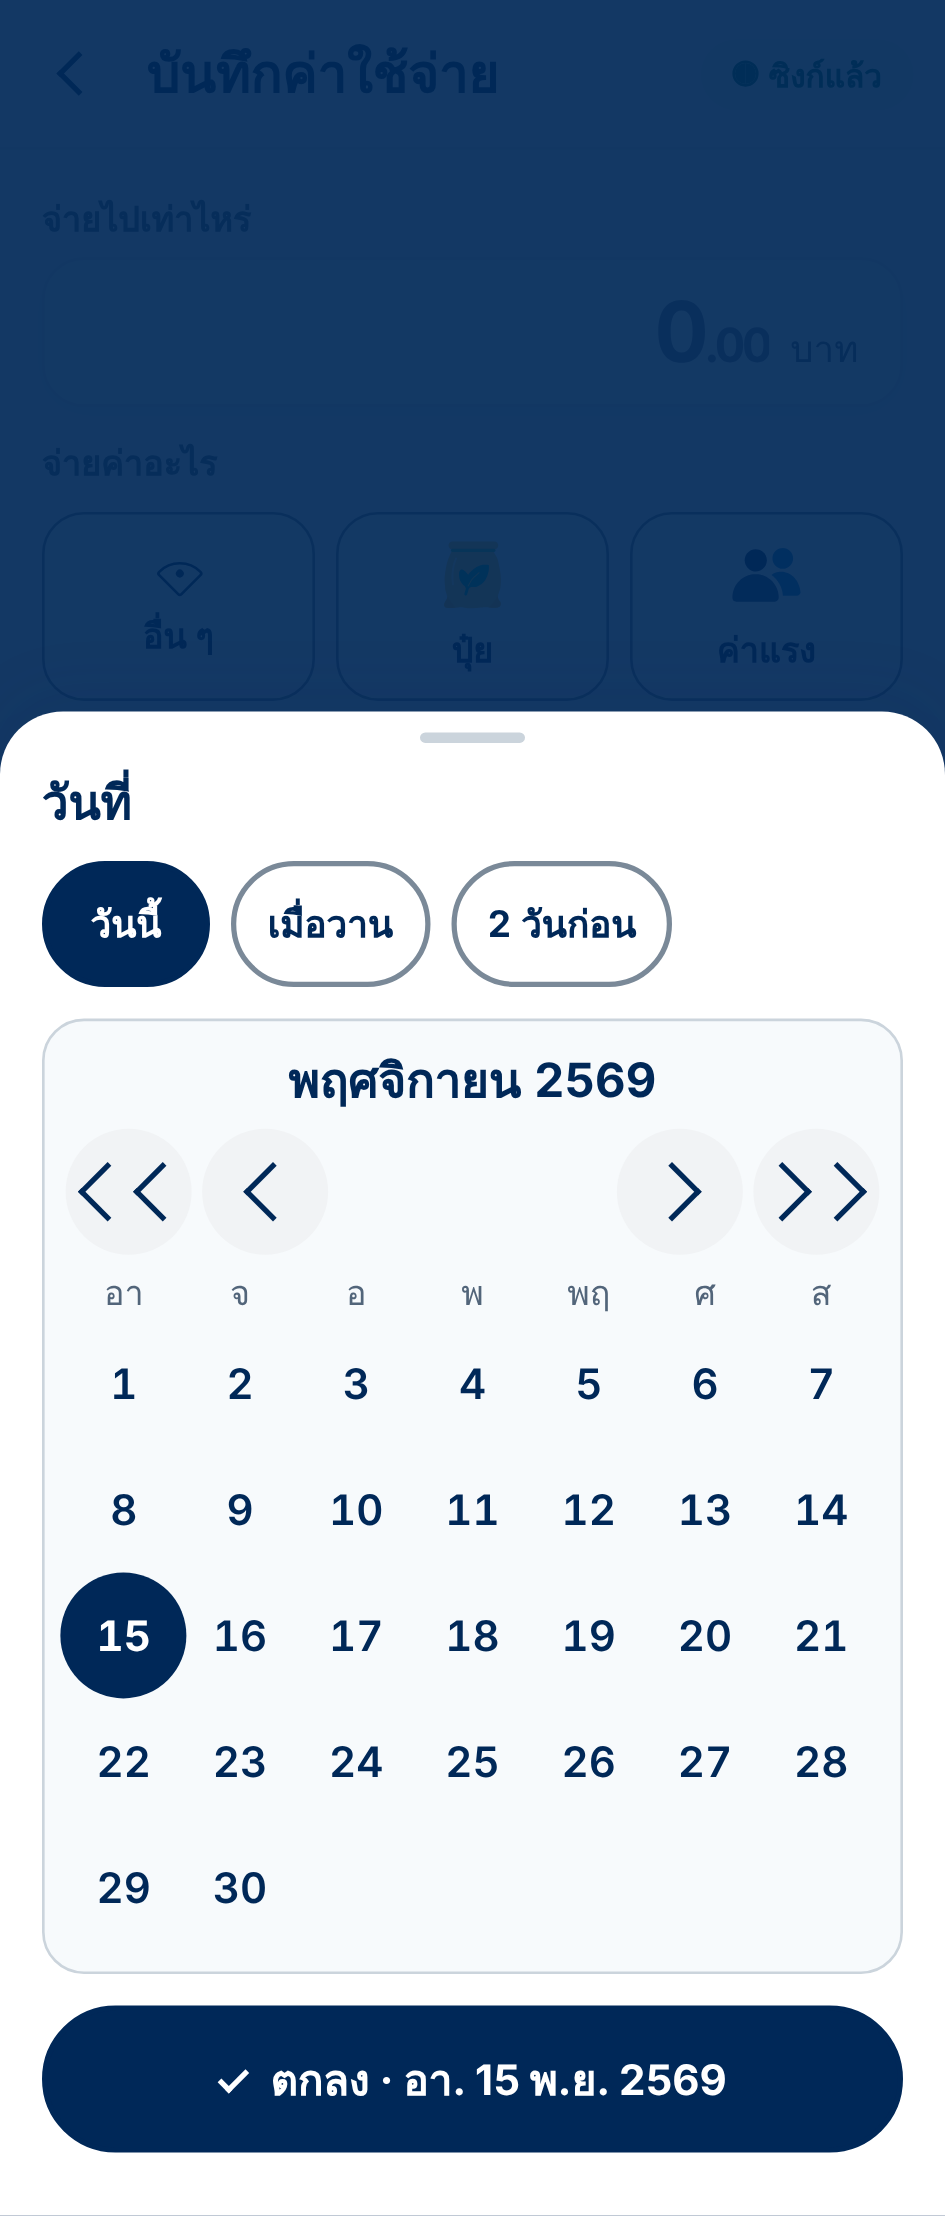 บันทึกค่าใช้จ่าย
ซิงก์แล้ว
จ่ายไปเท่าไหร่
0.00 บาท
จ่ายค่าอะไร
อื่น ๆ ปุ๋ย ค่าแรง
วันที่
วันนี้ เมื่อวาน 2 วันก่อน
พฤศจิกายน 2569
อา จ อ พ พฤ ศ ส
1 2 3 4 5 6 7
8 9 10 11 12 13 14
15 16 17 18 19 20 21
22 23 24 25 26 27 28
29 30
ตกลง · อา. 15 พ.ย. 2569